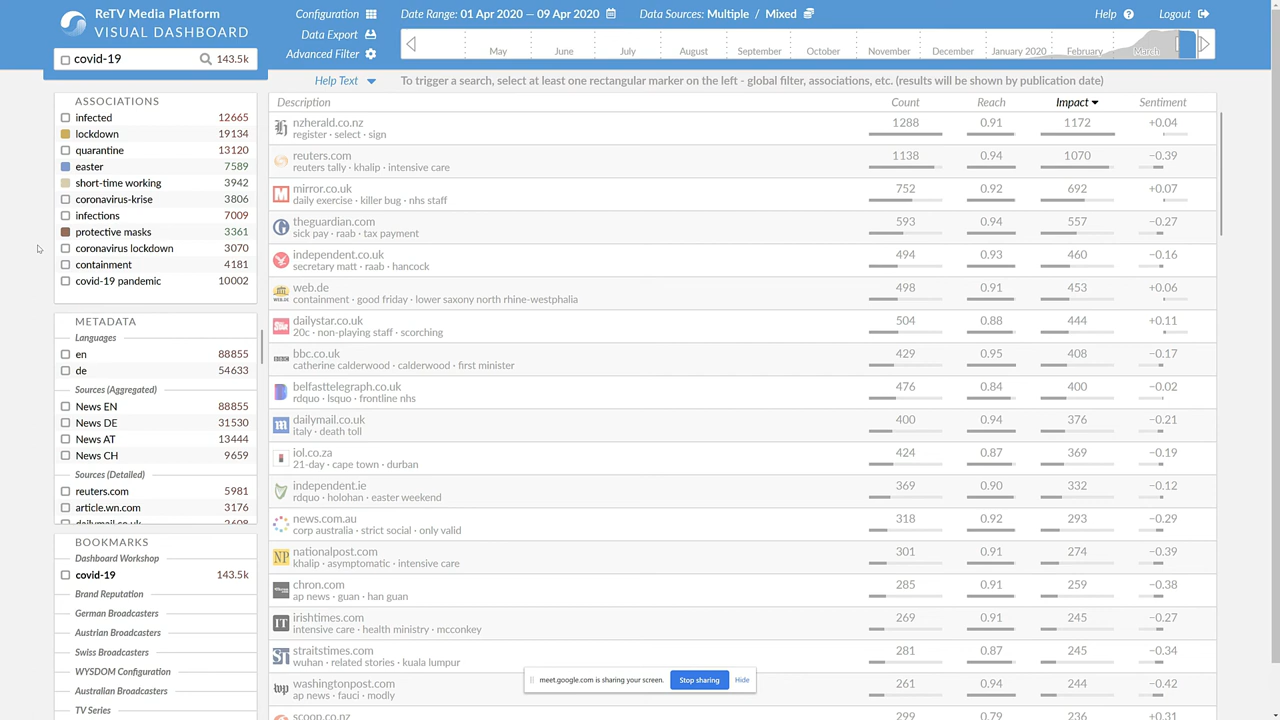 ReTV Media Platform
VISUAL DASHBOARD
covid-19 143.5k
Configuration
Data Export
Advanced Filter
Date Range: 01 Apr 2020 — 09 Apr 2020
Data Sources: Multiple / Mixed
Help
Logout
May June July August September October November December January 2020 February March
Help Text
To trigger a search, select at least one rectangular marker on the left - global filter, associations, etc. (results will be shown by publication date)
ASSOCIATIONS
infected 12665
lockdown 19134
quarantine 13120
easter 7589
short-time working 3942
coronavirus-krise 3806
infections 7009
protective masks 3361
coronavirus lockdown 3070
containment 4181
covid-19 pandemic 10002
METADATA
Languages
en 88855
de 54633
Sources (Aggregated)
News EN 88855
News DE 31530
News AT 13444
News CH 9659
Sources (Detailed)
reuters.com 5981
article.wn.com 3176
dailymail.co.uk 2608
BOOKMARKS
Dashboard Workshop
covid-19 143.5k
Brand Reputation
German Broadcasters
Austrian Broadcasters
Swiss Broadcasters
WYSDOM Configuration
Australian Broadcasters
TV Series
Description Count Reach Impact Sentiment
nzherald.co.nz 1288 0.91 1172 +0.04
register · select · sign
reuters.com 1138 0.94 1070 −0.39
reuters tally · khalip · intensive care
mirror.co.uk 752 0.92 692 +0.07
daily exercise · killer bug · nhs staff
theguardian.com 593 0.94 557 −0.27
sick pay · raab · tax payment
independent.co.uk 494 0.93 460 −0.16
secretary matt · raab · hancock
web.de 498 0.91 453 +0.06
containment · good friday · lower saxony north rhine-westphalia
dailystar.co.uk 504 0.88 444 +0.11
20c · non-playing staff · scorching
bbc.co.uk 429 0.95 408 −0.17
catherine calderwood · calderwood · first minister
belfasttelegraph.co.uk 476 0.84 400 −0.02
rdquo · lsquo · frontline nhs
dailymail.co.uk 400 0.94 376 −0.21
italy · death toll
iol.co.za 424 0.87 369 −0.19
21-day · cape town · durban
independent.ie 369 0.90 332 −0.12
rdquo · holohan · easter weekend
news.com.au 318 0.92 293 −0.29
corp australia · strict social · only valid
nationalpost.com 301 0.91 274 −0.39
khalip · asymptomatic · intensive care
chron.com 285 0.91 259 −0.38
ap news · guan · han guan
irishtimes.com 269 0.91 245 −0.27
intensive care · health ministry · mcconkey
straitstimes.com 281 0.87 245 −0.34
wuhan · related stories · kuala lumpur
washingtonpost.com 261 0.94 244 −0.42
ap news · fauci · modly
scoop.co.nz 299 0.79 236 +0.31
meet.google.com is sharing your screen. Stop sharing Hide